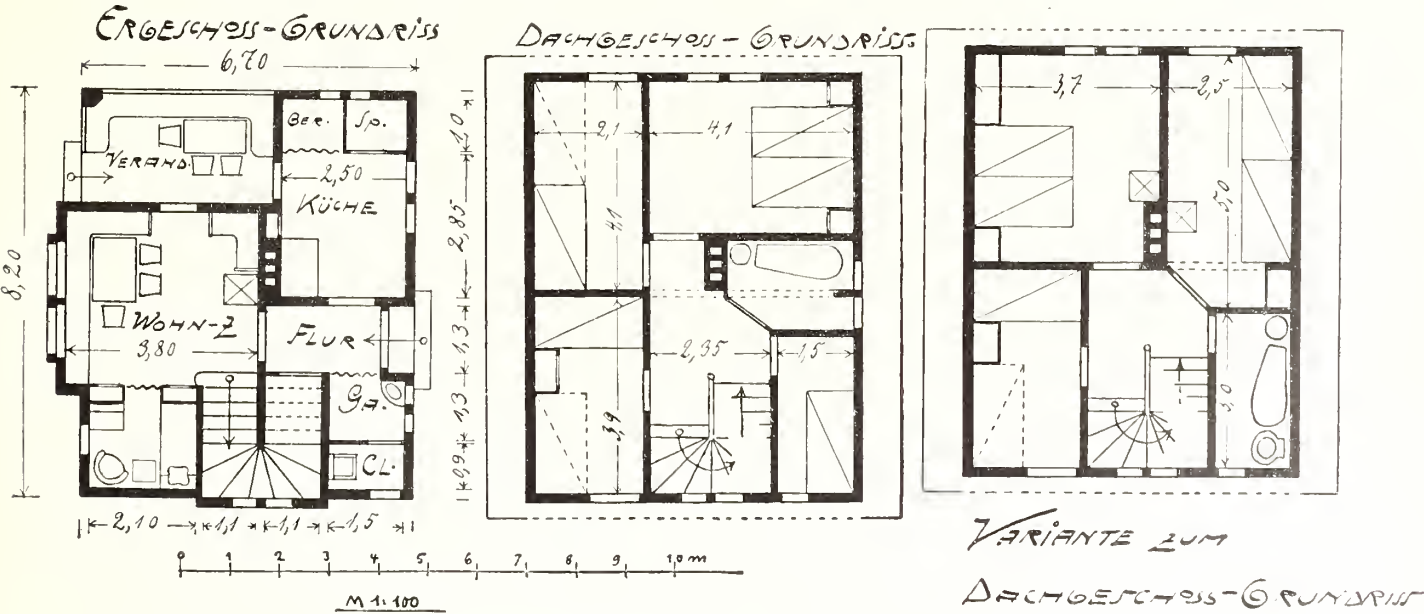 ERGESCHOSS-GRUNDRISS
6,70
8,20
VERAND.
BER.
SP.
2,50
KÜCHE
WOHN-Z
3,80
FLUR
GA.
CL.
1,0
2,85
1,3
1,3
0,9
2,10
1,1
1,1
1,5
0 1 2 3 4 5 6 7 8 9 10 m
M 1:100
DACHGESCHOSS-GRUNDRISS.
2,1
4,1
4,1
2,35
1,5
3,9
3,7
2,5
5,0
3,0
VARIANTE ZUM
DACHGESCHOSS-GRUNDRISS